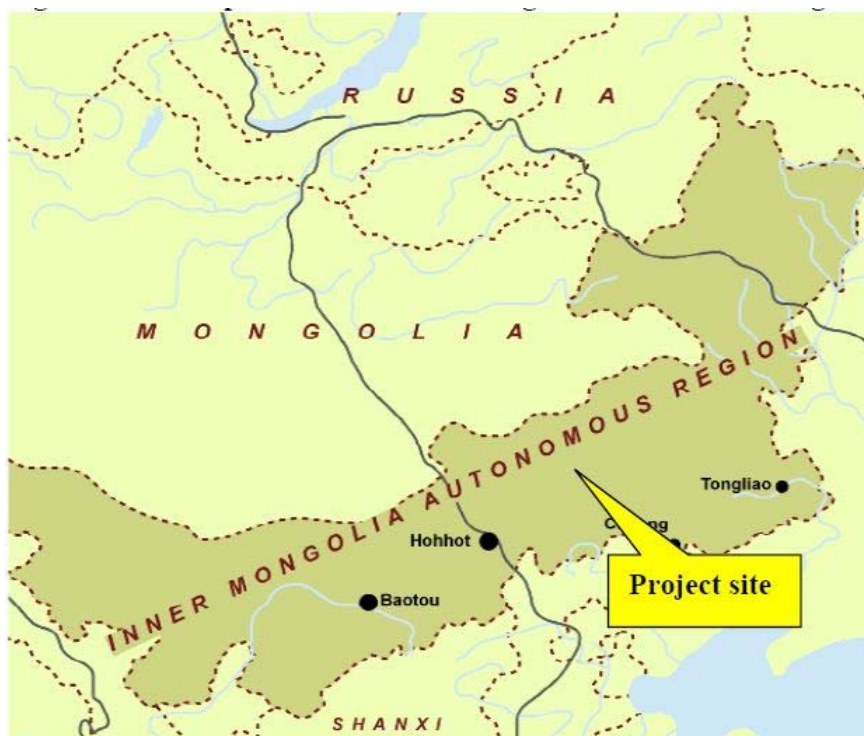 RUSSIA
MONGOLIA
INNER MONGOLIA AUTONOMOUS REGION
Tongliao
Hohhot
Project site
Baotou
SHANXI